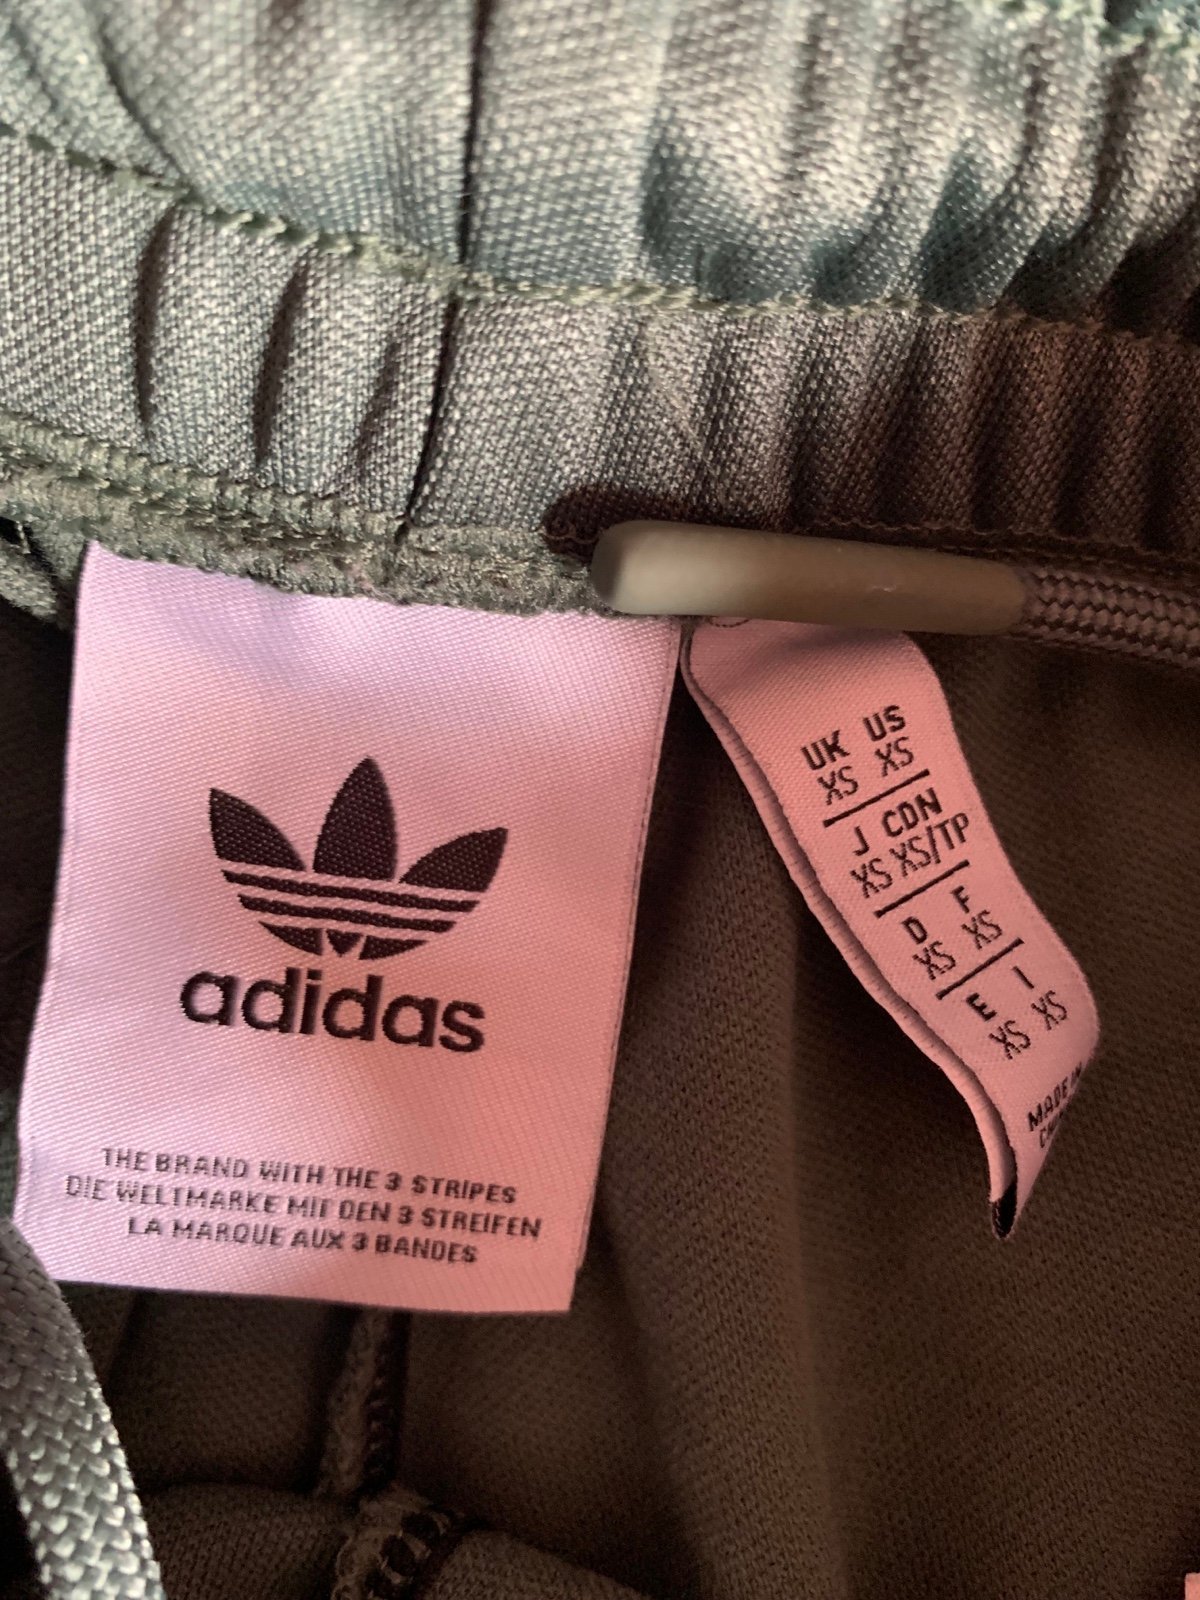 adidas
THE BRAND WITH THE 3 STRIPES
DIE WELTMARKE MIT DEN 3 STREIFEN
LA MARQUE AUX 3 BANDES
UK US
XS XS
J CDN
XS XS/TP
D F
XS XS
E I
XS XS
MADE IN